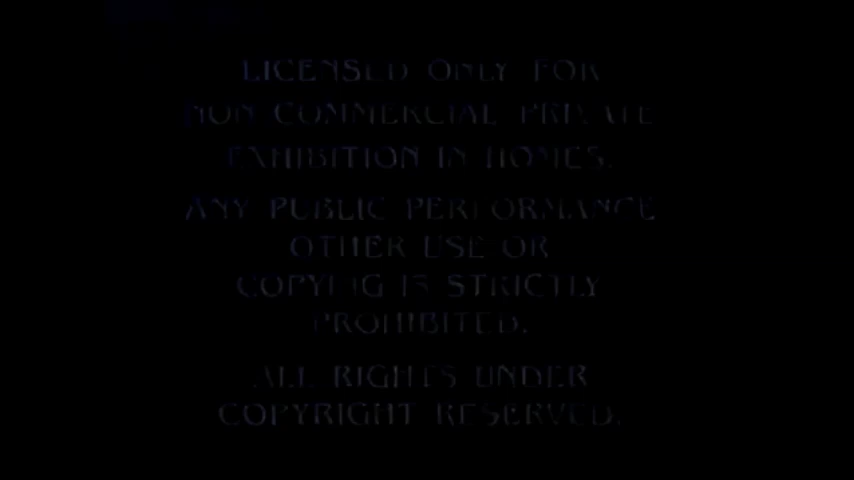 LICENSED ONLY FOR
NON COMMERCIAL PRIVATE
EXHIBITION IN HOMES.
ANY PUBLIC PERFORMANCE
OTHER USE OR
COPYING IS STRICTLY
PROHIBITED.
ALL RIGHTS UNDER
COPYRIGHT RESERVED.